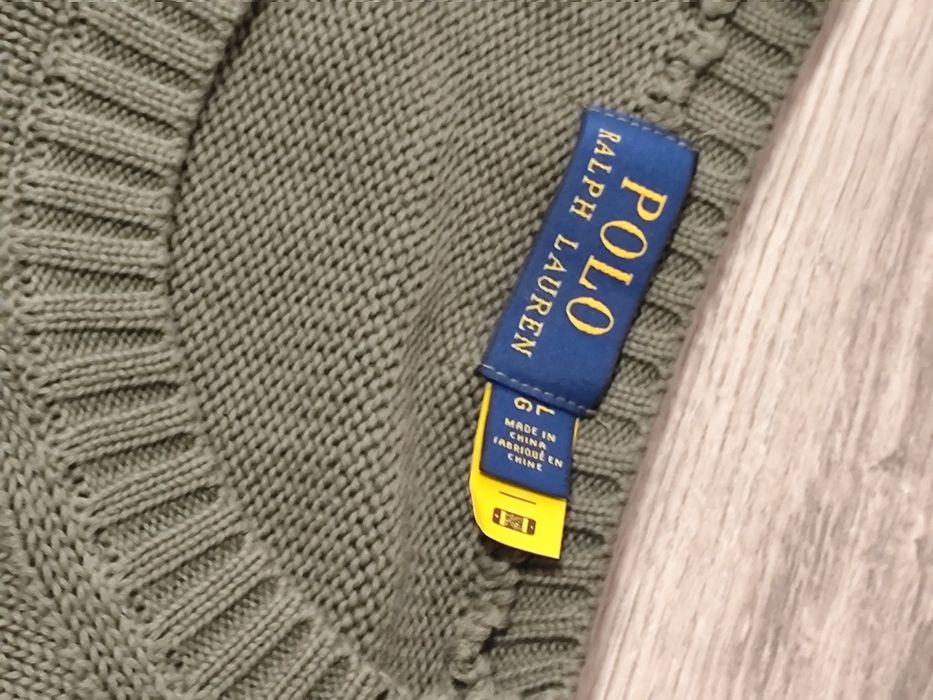 POLO
RALPH LAUREN
L
G
MADE IN
CHINA
FABRIQUÉ EN
CHINE